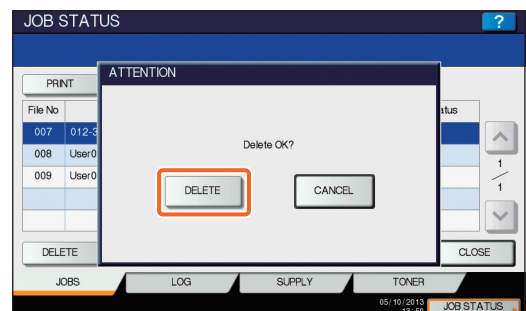 JOB STATUS ?
PRINT
ATTENTION
File No atus
007 012-3
008 User0
009 User0
Delete OK?
DELETE CANCEL
1
1
DELETE CLOSE
JOBS LOG SUPPLY TONER
05/10/2013
JOB STATUS